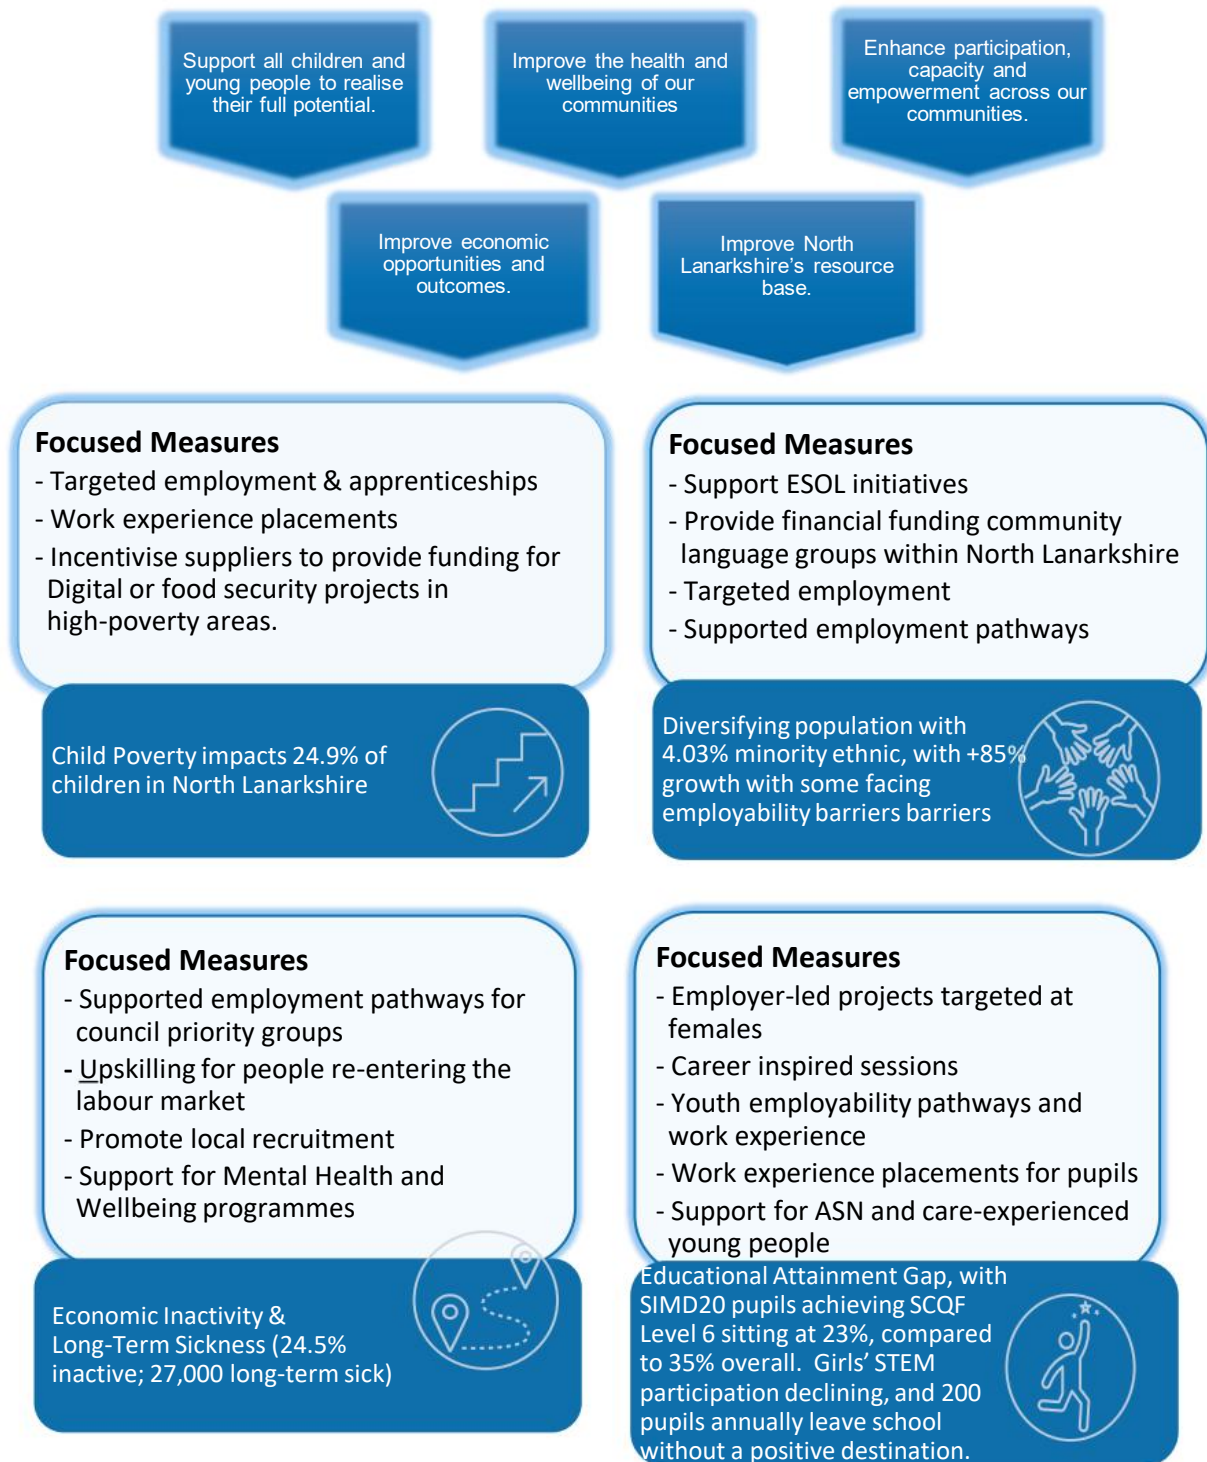 Support all children and
young people to realise
their full potential.
Improve the health and
wellbeing of our
communities
Enhance participation,
capacity and
empowerment across our
communities.
Improve economic
opportunities and
outcomes.
Improve North
Lanarkshire’s resource
base.
Focused Measures
- Targeted employment & apprenticeships
- Work experience placements
- Incentivise suppliers to provide funding for
Digital or food security projects in
high-poverty areas.
Child Poverty impacts 24.9% of
children in North Lanarkshire
Focused Measures
- Support ESOL initiatives
- Provide financial funding community
language groups within North Lanarkshire
- Targeted employment
- Supported employment pathways
Diversifying population with
4.03% minority ethnic, with +85%
growth with some facing
employability barriers barriers
Focused Measures
- Supported employment pathways for
council priority groups
- Upskilling for people re-entering the
labour market
- Promote local recruitment
- Support for Mental Health and
Wellbeing programmes
Economic Inactivity &
Long-Term Sickness (24.5%
inactive; 27,000 long-term sick)
Focused Measures
- Employer-led projects targeted at
females
- Career inspired sessions
- Youth employability pathways and
work experience
- Work experience placements for pupils
- Support for ASN and care-experienced
young people
Educational Attainment Gap, with
SIMD20 pupils achieving SCQF
Level 6 sitting at 23%, compared
to 35% overall.  Girls’ STEM
participation declining, and 200
pupils annually leave school
without a positive destination.